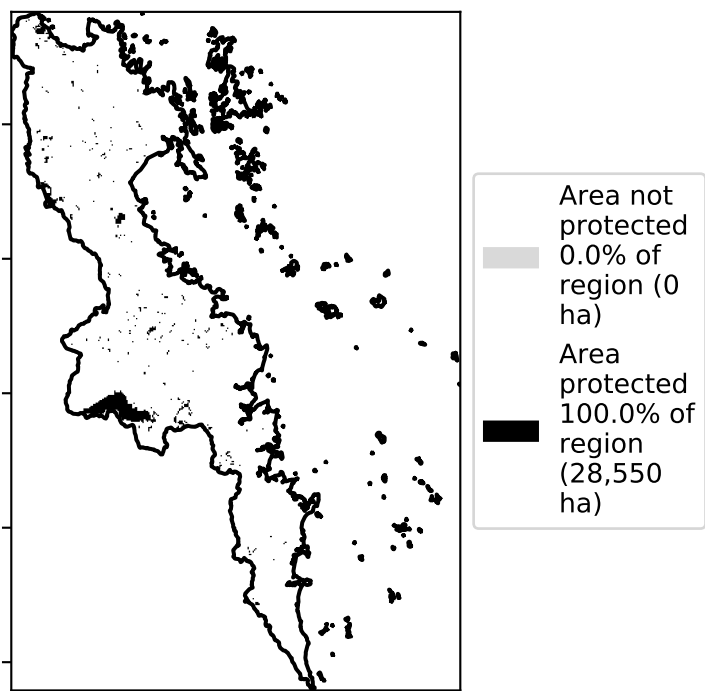 Area not
protected
0.0% of
region (0
ha)
Area
protected
100.0% of
region
(28,550
ha)